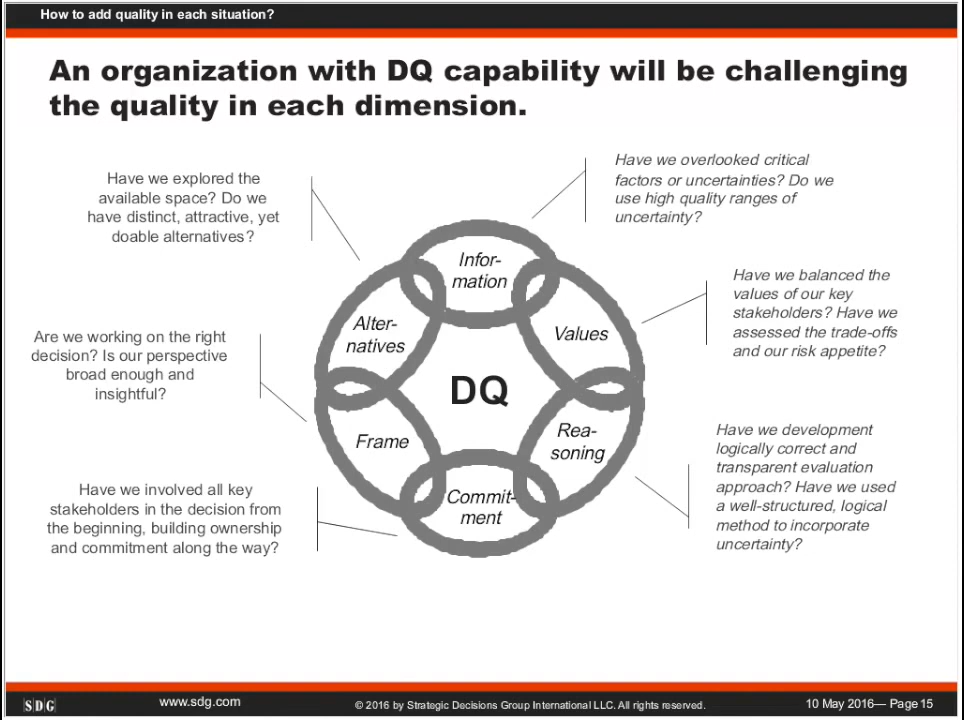 How to add quality in each situation?
An organization with DQ capability will be challenging
the quality in each dimension.
Have we explored the
available space? Do we
have distinct, attractive, yet
doable alternatives?
Have we overlooked critical
factors or uncertainties? Do we
use high quality ranges of
uncertainty?
Infor-
mation
Have we balanced the
values of our key
stakeholders? Have we
assessed the trade-offs
and our risk appetite?
Alter-
natives
Values
Are we working on the right
decision? Is our perspective
broad enough and
insightful?
DQ
Frame
Rea-
soning
Have we development
logically correct and
transparent evaluation
approach? Have we used
a well-structured, logical
method to incorporate
uncertainty?
Have we involved all key
stakeholders in the decision from
the beginning, building ownership
and commitment along the way?
Commit-
ment
SDG
www.sdg.com
© 2016 by Strategic Decisions Group International LLC. All rights reserved.
10 May 2016— Page 15